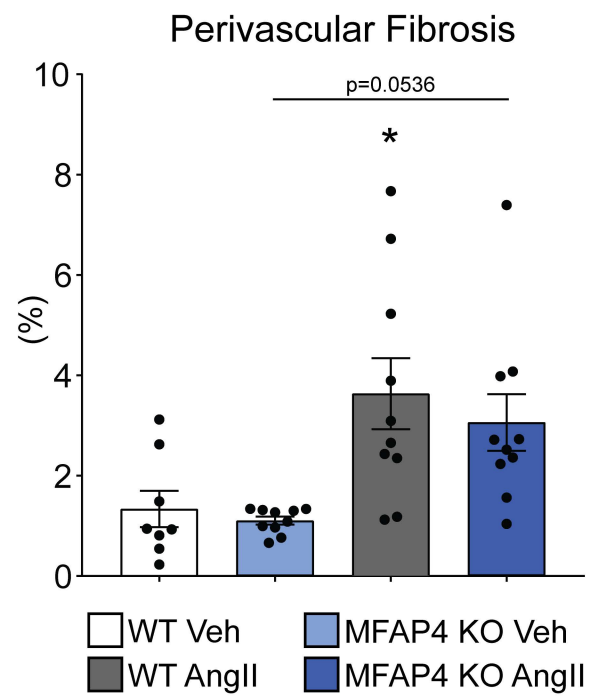 Perivascular Fibrosis
10
p=0.0536
*
8
6
(%)
4
2
0
WT Veh
MFAP4 KO Veh
WT AngII
MFAP4 KO AngII